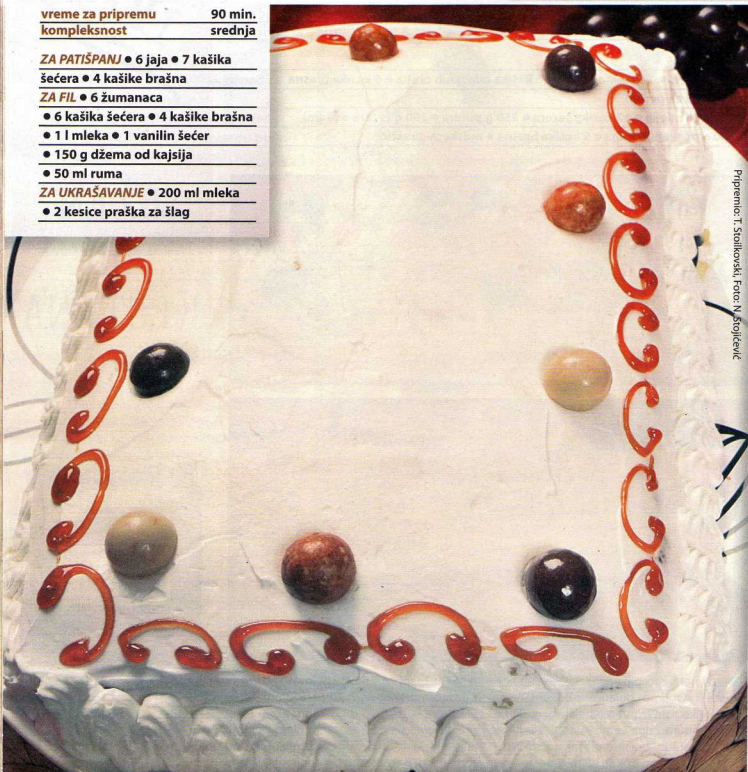 vreme za pripremu 90 min.
kompleksnost srednja
ZA PATIŠPANJ ● 6 jaja ● 7 kašika
šećera ● 4 kašike brašna
ZA FIL ● 6 žumanaca
● 6 kašika šećera ● 4 kašike brašna
● 1 l mleka ● 1 vanilin šećer
● 150 g džema od kajsija
● 50 ml ruma
ZA UKRAŠAVANJE ● 200 ml mleka
● 2 kesice praška za šlag
Pripremio: T. Stoilkovski, Foto: N. Stojićević